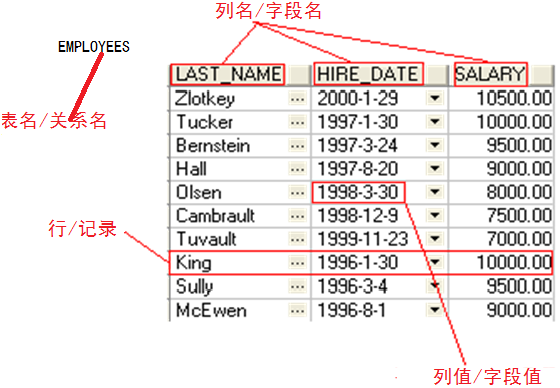 列名/字段名
EMPLOYEES
表名/关系名
LAST_NAME HIRE_DATE SALARY
Zlotkey ... 2000-1-29 10500.00
Tucker ... 1997-1-30 10000.00
Bernstein ... 1997-3-24 9500.00
Hall ... 1997-8-20 9000.00
Olsen ... 1998-3-30 8000.00
Cambrault ... 1998-12-9 7500.00
Tuvault ... 1999-11-23 7000.00
行/记录
King ... 1996-1-30 10000.00
Sully ... 1996-3-4 9500.00
McEwen ... 1996-8-1 9000.00
列值/字段值